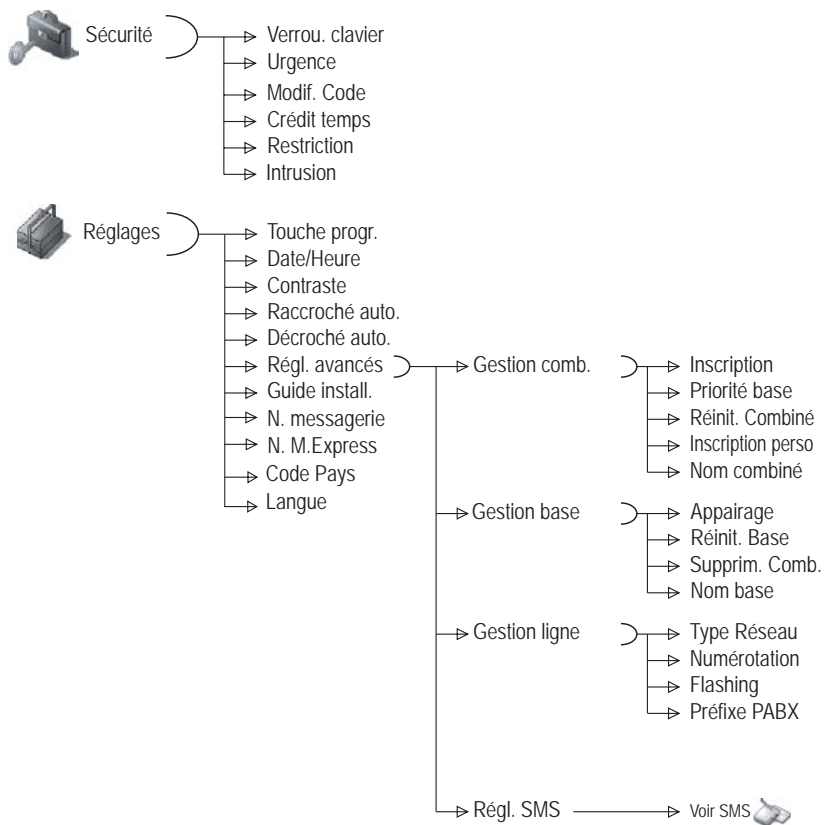 Sécurité
Verrou. clavier
Urgence
Modif. Code
Crédit temps
Restriction
Intrusion
Réglages
Touche progr.
Date/Heure
Contraste
Raccroché auto.
Décroché auto.
Régl. avancés
Guide install.
N. messagerie
N. M.Express
Code Pays
Langue
Gestion comb.
Inscription
Priorité base
Réinit. Combiné
Inscription perso
Nom combiné
Gestion base
Appairage
Réinit. Base
Supprim. Comb.
Nom base
Gestion ligne
Type Réseau
Numérotation
Flashing
Préfixe PABX
Régl. SMS
Voir SMS